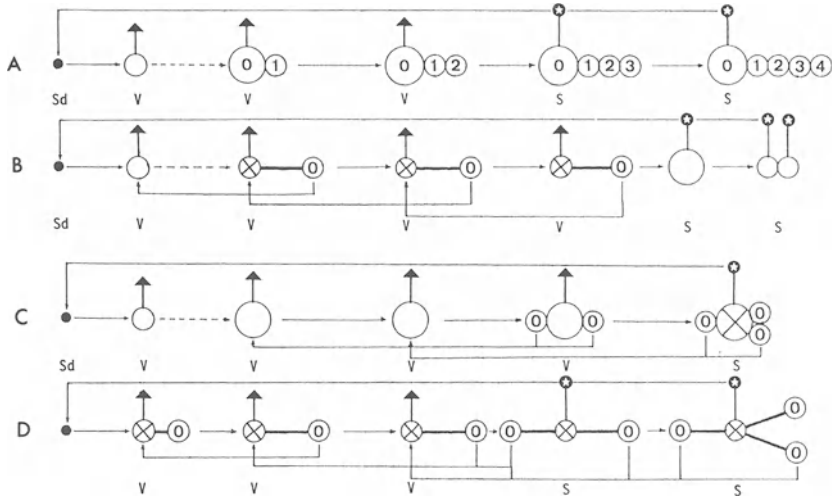 A 0 1 0 1 2 0 1 2 3 0 1 2 3 4
Sd V V V S S
B 0 0 0
Sd V V V V S S
C 0 0 0 0 0
Sd V V V V S
D 0 0 0 0 0 0 0 0
V V V S S